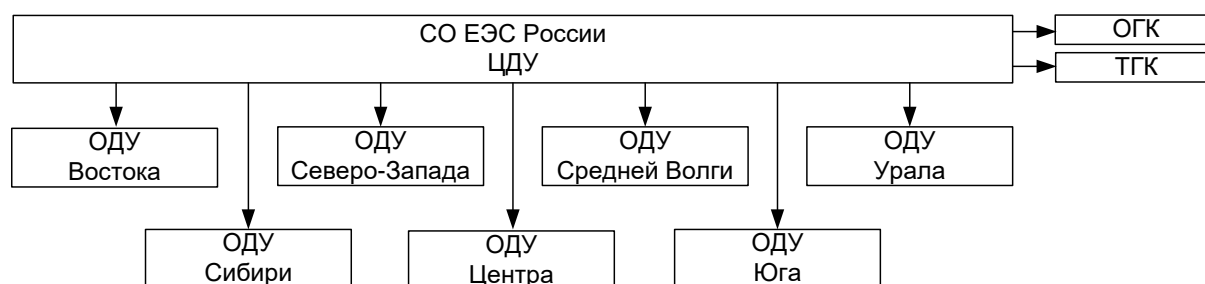 СО ЕЭС России
ЦДУ
ОГК
ТГК
ОДУ
Востока
ОДУ
Северо-Запада
ОДУ
Средней Волги
ОДУ
Урала
ОДУ
Сибири
ОДУ
Центра
ОДУ
Юга